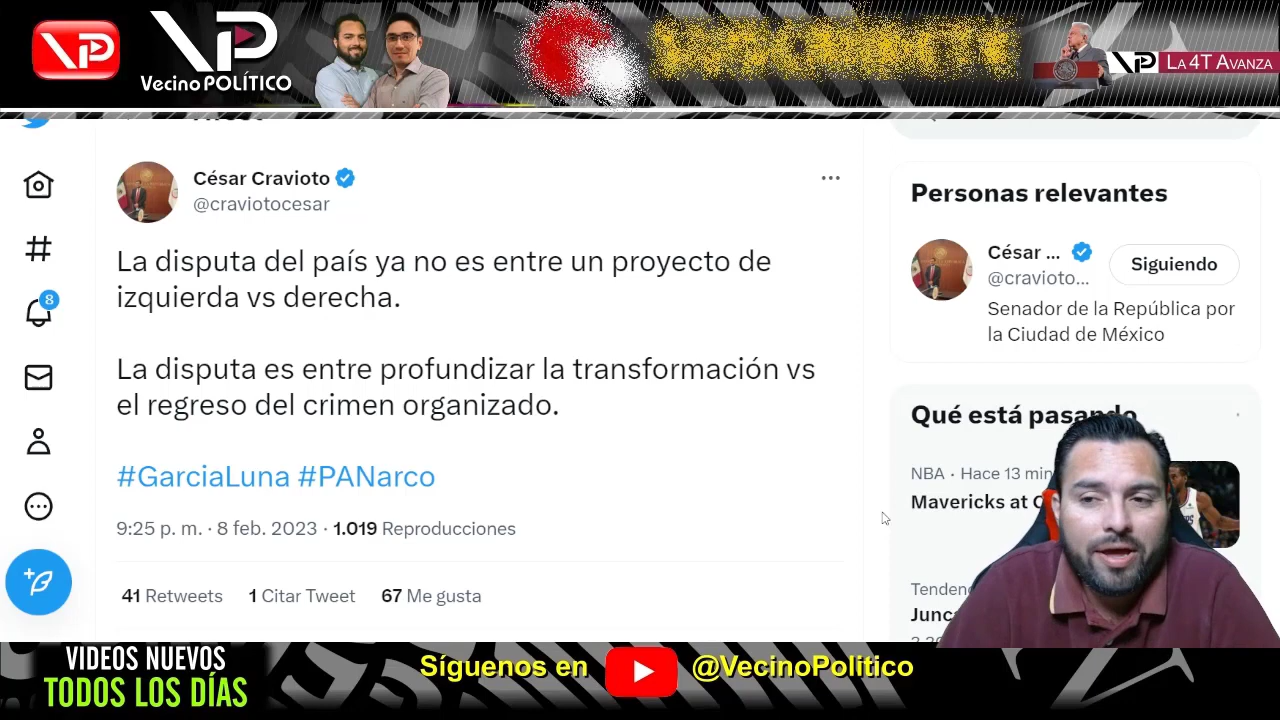 VP
VP
Vecino POLÍTICO
VP LA 4T AVANZA
César Cravioto
@craviotocesar
La disputa del país ya no es entre un proyecto de
izquierda vs derecha.
La disputa es entre profundizar la transformación vs
el regreso del crimen organizado.
#GarciaLuna #PANarco
9:25 p. m. · 8 feb. 2023 · 1.019 Reproducciones
41 Retweets 1 Citar Tweet 67 Me gusta
8
Personas relevantes
César ...
@cravioto...
Siguiendo
Senador de la República por
la Ciudad de México
Qué está pasando
NBA · Hace 13 min
Mavericks at
VIDEOS NUEVOS
TODOS LOS DÍAS
Síguenos en
@VecinoPolitico